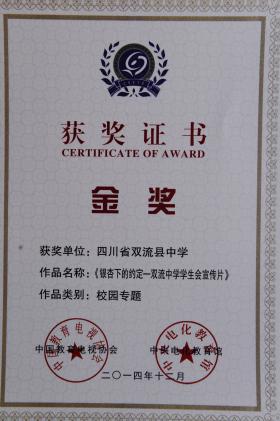 获奖证书
CERTIFICATE OF AWARD
金奖
获奖单位：四川省双流县中学
作品名称：《银杏下的约定—双流中学学生会宣传片》
作品类别：校园专题
中国教育电视协会
中央电化教育馆
二〇一四年十二月